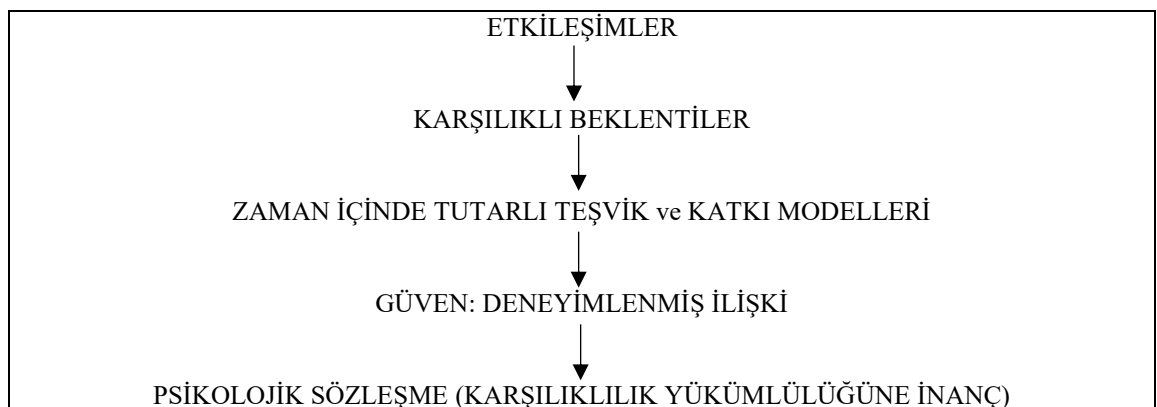 ETKİLEŞİMLER
KARŞILIKLI BEKLENTİLER
ZAMAN İÇİNDE TUTARLI TEŞVİK ve KATKI MODELLERİ
GÜVEN: DENEYİMLENMİŞ İLİŞKİ
PSİKOLOJİK SÖZLEŞME (KARŞILIKLILIK YÜKÜMLÜLÜĞÜNE İNANÇ)